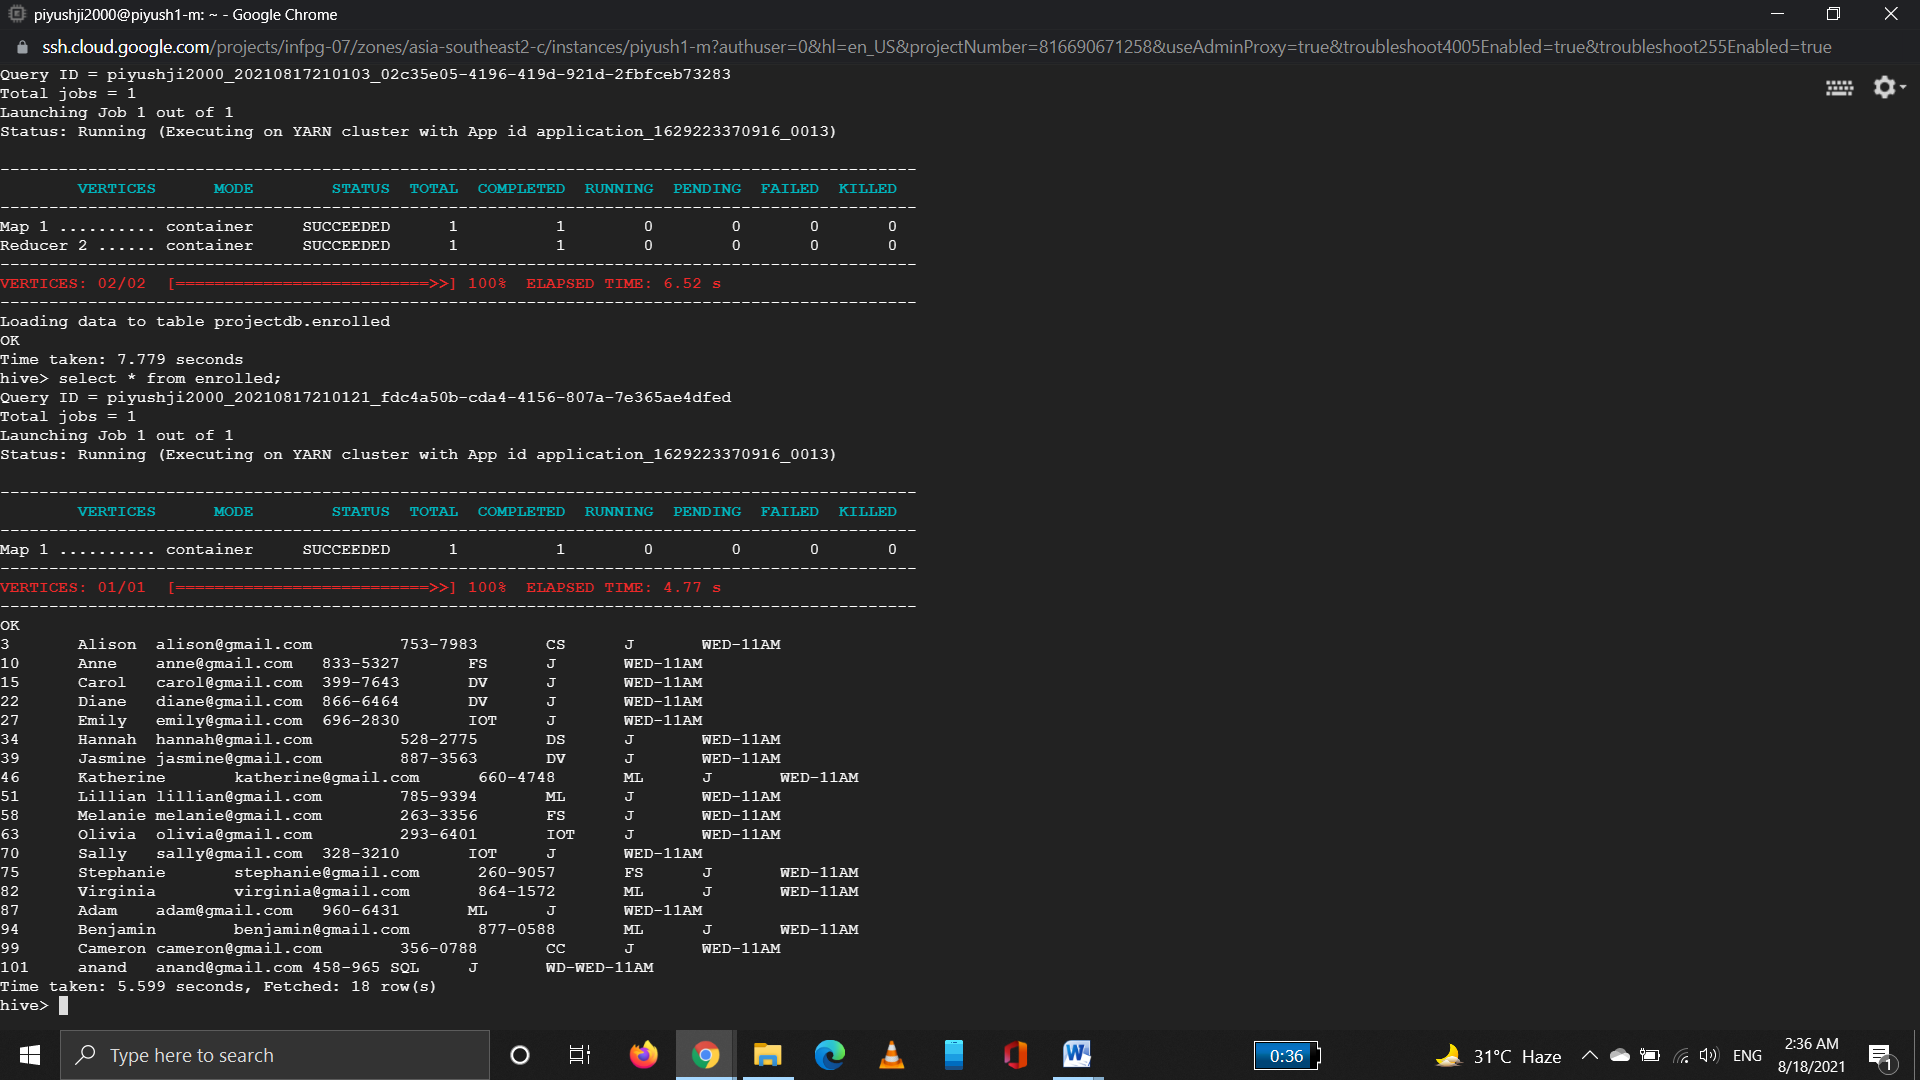 piyushji2000@piyush1-m: ~ - Google Chrome
ssh.cloud.google.com/projects/infpg-07/zones/asia-southeast2-c/instances/piyush1-m?authuser=0&hl=en_US&projectNumber=816690671258&useAdminProxy=true&troubleshoot4005Enabled=true&troubleshoot255Enabled=true
Query ID = piyushji2000_20210817210103_02c35e05-4196-419d-921d-2fbfceb73283
Total jobs = 1
Launching Job 1 out of 1
Status: Running (Executing on YARN cluster with App id application_1629223370916_0013)
----------------------------------------------------------------------------------------------
        VERTICES      MODE        STATUS  TOTAL  COMPLETED  RUNNING  PENDING  FAILED  KILLED
----------------------------------------------------------------------------------------------
Map 1 .......... container     SUCCEEDED      1          1        0        0       0       0
Reducer 2 ...... container     SUCCEEDED      1          1        0        0       0       0
----------------------------------------------------------------------------------------------
VERTICES: 02/02  [==========================>>] 100%  ELAPSED TIME: 6.52 s
----------------------------------------------------------------------------------------------
Loading data to table projectdb.enrolled
OK
Time taken: 7.779 seconds
hive> select * from enrolled;
Query ID = piyushji2000_20210817210121_fdc4a50b-cda4-4156-807a-7e365ae4dfed
Total jobs = 1
Launching Job 1 out of 1
Status: Running (Executing on YARN cluster with App id application_1629223370916_0013)
----------------------------------------------------------------------------------------------
        VERTICES      MODE        STATUS  TOTAL  COMPLETED  RUNNING  PENDING  FAILED  KILLED
----------------------------------------------------------------------------------------------
Map 1 .......... container     SUCCEEDED      1          1        0        0       0       0
----------------------------------------------------------------------------------------------
VERTICES: 01/01  [==========================>>] 100%  ELAPSED TIME: 4.77 s
----------------------------------------------------------------------------------------------
OK
3       Alison  alison@gmail.com         753-7983       CS      J       WED-11AM
10      Anne    anne@gmail.com   833-5327       FS      J       WED-11AM
15      Carol   carol@gmail.com  399-7643       DV      J       WED-11AM
22      Diane   diane@gmail.com  866-6464       DV      J       WED-11AM
27      Emily   emily@gmail.com  696-2830       IOT     J       WED-11AM
34      Hannah  hannah@gmail.com         528-2775       DS      J       WED-11AM
39      Jasmine jasmine@gmail.com        887-3563       DV      J       WED-11AM
46      Katherine       katherine@gmail.com      660-4748       ML      J       WED-11AM
51      Lillian lillian@gmail.com        785-9394       ML      J       WED-11AM
58      Melanie melanie@gmail.com        263-3356       FS      J       WED-11AM
63      Olivia  olivia@gmail.com         293-6401       IOT     J       WED-11AM
70      Sally   sally@gmail.com  328-3210       IOT     J       WED-11AM
75      Stephanie       stephanie@gmail.com      260-9057       FS      J       WED-11AM
82      Virginia        virginia@gmail.com       864-1572       ML      J       WED-11AM
87      Adam    adam@gmail.com   960-6431       ML      J       WED-11AM
94      Benjamin        benjamin@gmail.com       877-0588       ML      J       WED-11AM
99      Cameron cameron@gmail.com        356-0788       CC      J       WED-11AM
101     anand   anand@gmail.com 458-965 SQL     J       WD-WED-11AM
Time taken: 5.599 seconds, Fetched: 18 row(s)
hive>
Type here to search
0:36
31°C Haze
ENG
2:36 AM
8/18/2021
1